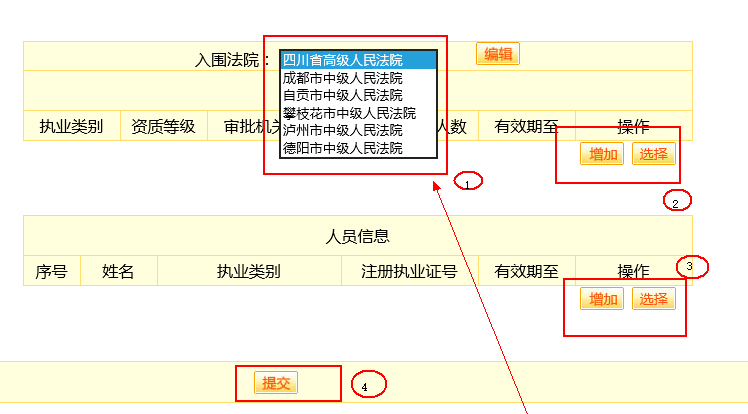 入围法院： 编辑
四川省高级人民法院
成都市中级人民法院
自贡市中级人民法院
攀枝花市中级人民法院
泸州市中级人民法院
德阳市中级人民法院
执业类别 资质等级 审批机关 人数 有效期至 操作
增加 选择
1
2
人员信息
序号 姓名 执业类别 注册执业证号 有效期至 操作
3
增加 选择
提交
4